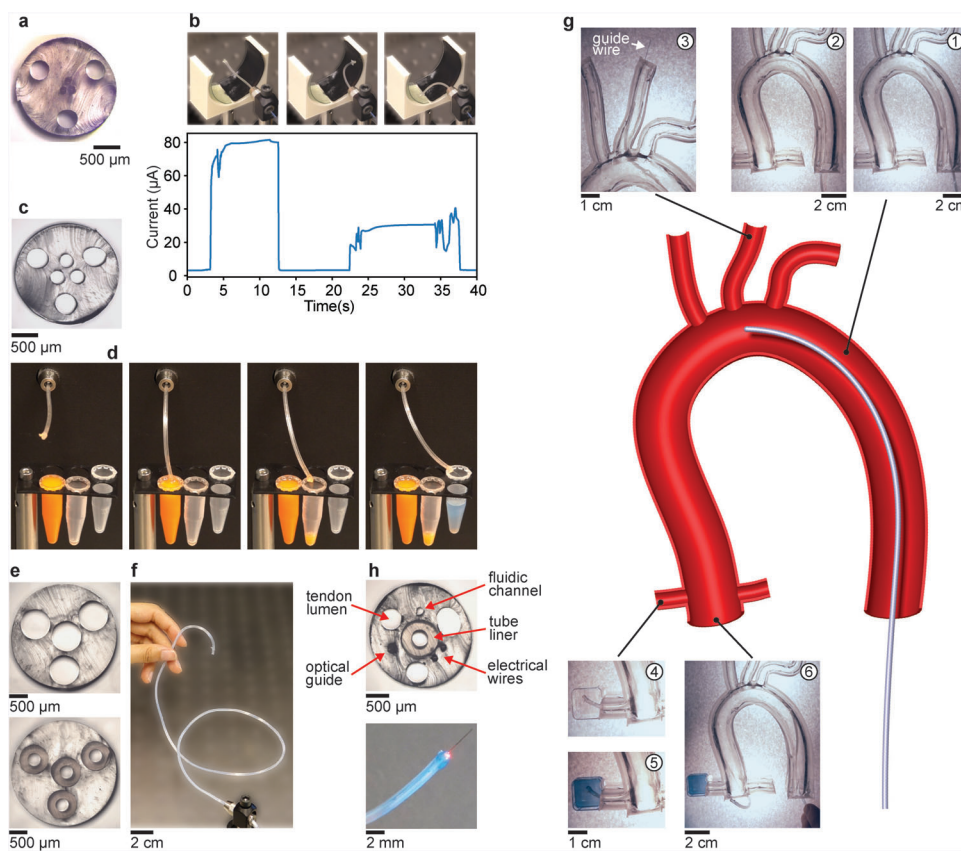 a
500 µm
b
80
60
40
20
0
Current (µA)
0
5
10
15
20
25
30
35
40
Time(s)
c
500 µm
d
e
500 µm
500 µm
f
2 cm
h
tendon
lumen
fluidic
channel
tube
liner
optical
guide
electrical
wires
500 µm
2 mm
g
guide
wire
3
1 cm
2
2 cm
1
2 cm
4
5
1 cm
6
2 cm